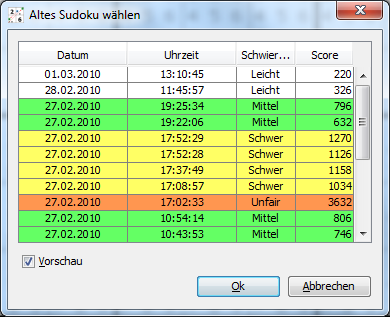 Altes Sudoku wählen
Datum Uhrzeit Schwier... Score
01.03.2010 13:10:45 Leicht 220
28.02.2010 11:45:57 Leicht 326
27.02.2010 19:25:34 Mittel 796
27.02.2010 19:22:06 Mittel 632
27.02.2010 17:52:29 Schwer 1270
27.02.2010 17:52:28 Schwer 1126
27.02.2010 17:37:49 Schwer 1158
27.02.2010 17:08:57 Schwer 1034
27.02.2010 17:02:33 Unfair 3632
27.02.2010 10:54:14 Mittel 806
27.02.2010 10:43:53 Mittel 746
Vorschau
Ok Abbrechen